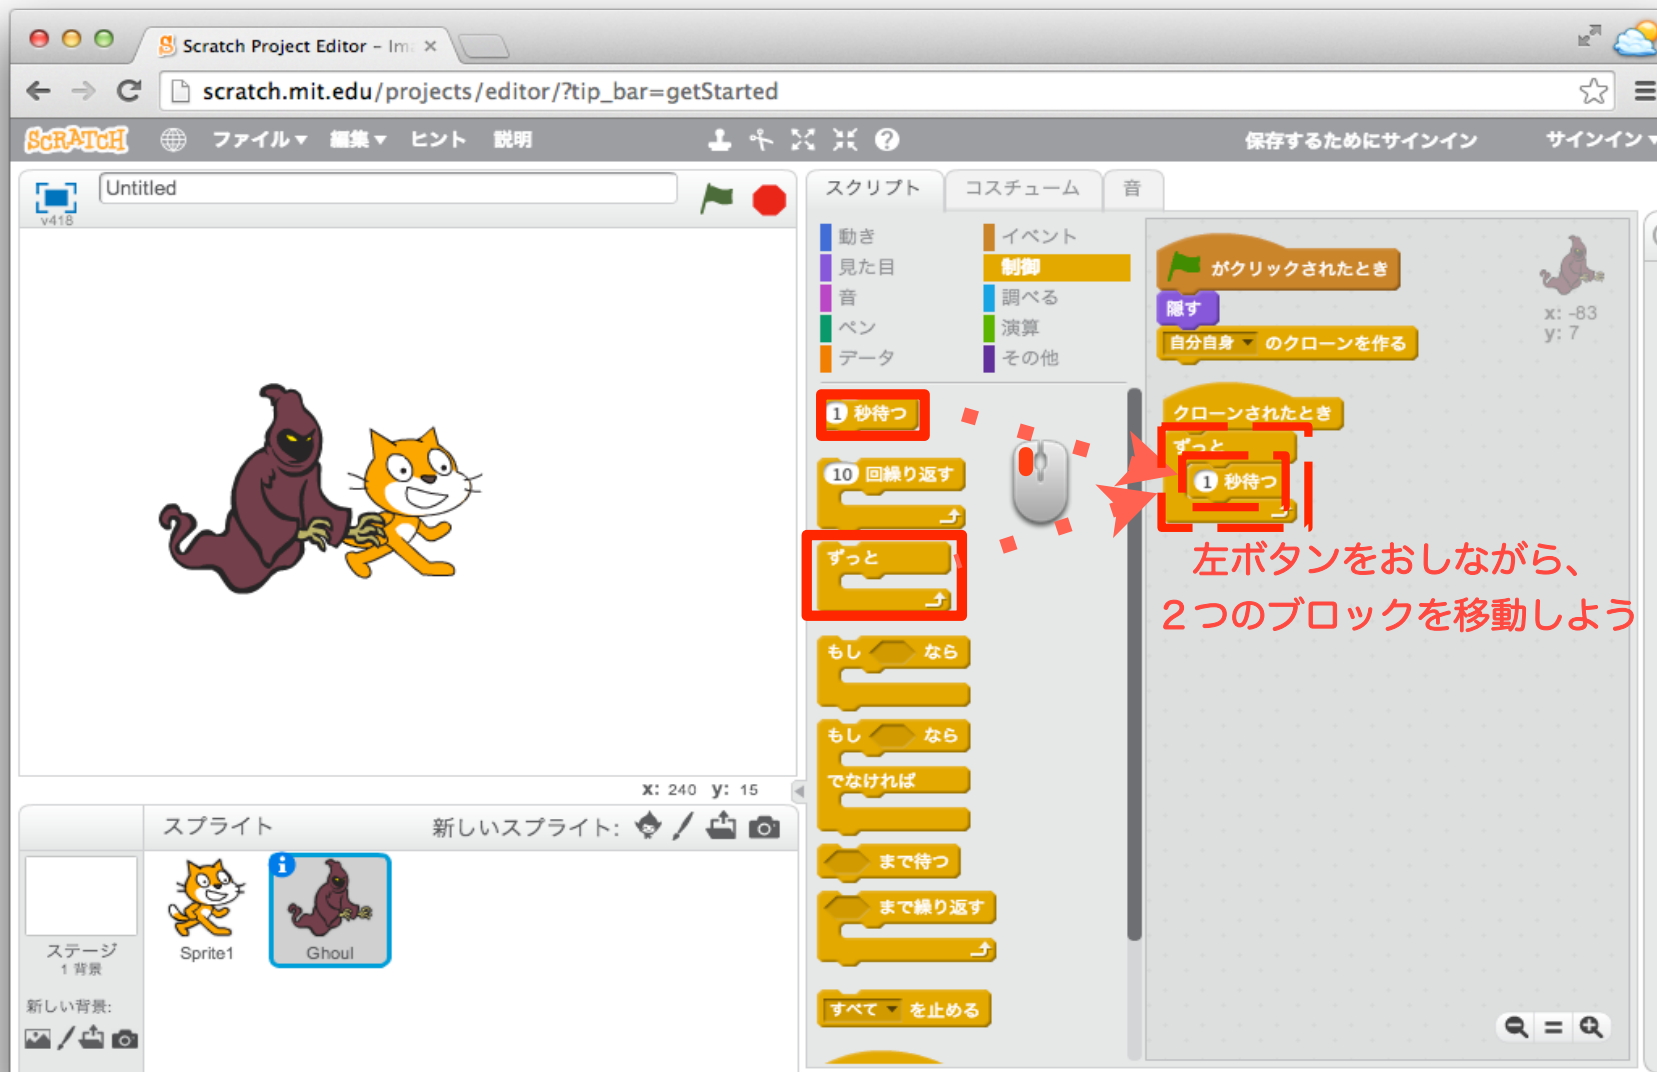 Scratch Project Editor – Im
scratch.mit.edu/projects/editor/?tip_bar=getStarted
SCRATCH ファイル 編集 ヒント 説明 保存するためにサインイン サインイン
v418
Untitled
スクリプト コスチューム 音
動き イベント
見た目 制御
音 調べる
ペン 演算
データ その他
1 秒待つ
10 回繰り返す
ずっと
もし なら
もし なら
でなければ
まで待つ
まで繰り返す
すべて を止める
がクリックされたとき
隠す
自分自身 のクローンを作る
クローンされたとき
ずっと
1 秒待つ
x: -83
y: 7
左ボタンをおしながら、
２つのブロックを移動しよう
x: 240 y: 15
スプライト 新しいスプライト:
Sprite1
Ghoul
ステージ
1 背景
新しい背景: